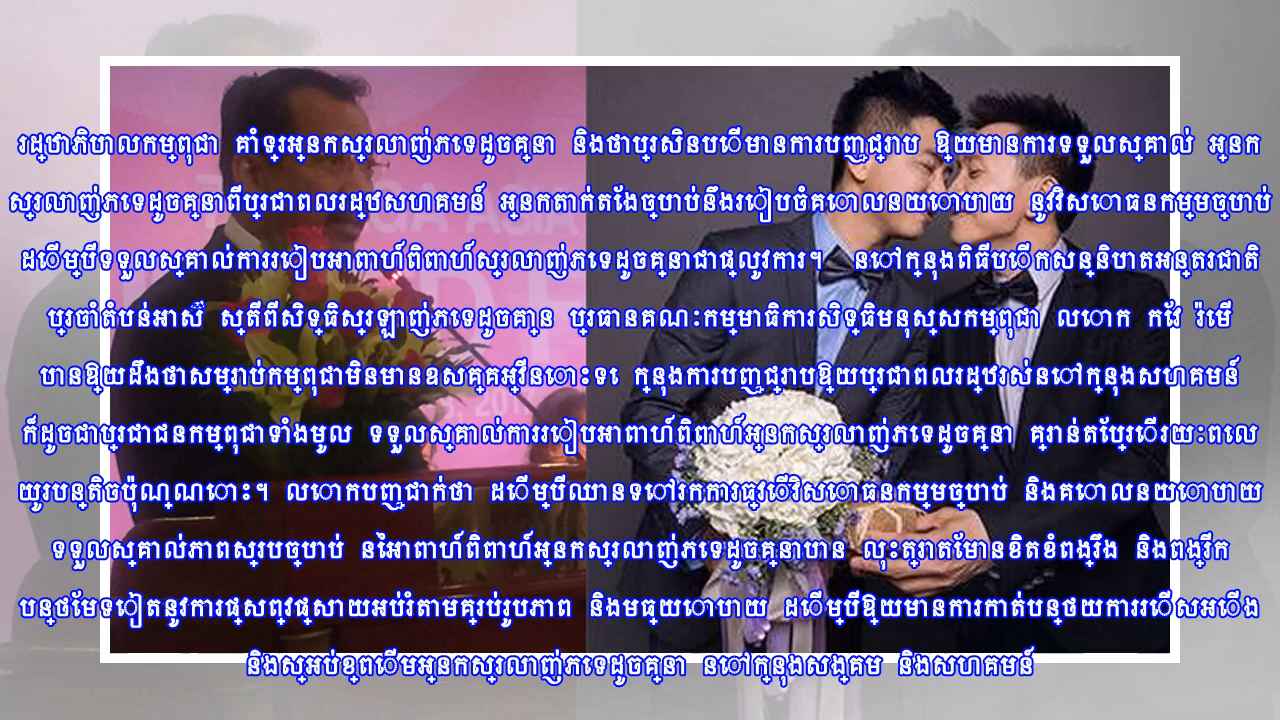 រដ្ឋាភិបាលកម្ពុជា គាំទ្រអ្នកស្រលាញ់ភេទដូចគ្នា និងថាប្រសិនបើមានការបញ្ជ្រាប ឱ្យមានការទទួលស្គាល់ អ្នក
ស្រលាញ់ភេទដូចគ្នាពីប្រជាពលរដ្ឋសហគមន៍ អ្នកតាក់តែងច្បាប់នឹងរៀបចំគោលនយោបាយ នូវវិសោធនកម្មច្បាប់
ដើម្បីទទួលស្គាល់ការរៀបអាពាហ៍ពិពាហ៍ស្រលាញ់ភេទដូចគ្នាជាផ្លូវការ។ នៅក្នុងពិធីបើកសន្និបាតអន្តរជាតិ
ប្រចាំតំបន់អាស៊ី ស្តីពីសិទ្ធិស្រឡាញ់ភេទដូចគ្នា ប្រធានគណៈកម្មាធិការសិទ្ធិមនុស្សកម្ពុជា លោក កែវ រ៉េមី
បានឱ្យដឹងថាសម្រាប់កម្ពុជាមិនមានឧសគ្គអ្វីនោះទេ ក្នុងការបញ្ជ្រាបឱ្យប្រជាពលរដ្ឋរស់នៅក្នុងសហគមន៍
ក៏ដូចជាប្រជាជនកម្ពុជាទាំងមូល ទទួលស្គាល់ការរៀបអាពាហ៍ពិពាហ៍អ្នកស្រលាញ់ភេទដូចគ្នា គ្រាន់តែប្រើរយៈពេល
យូរបន្តិចប៉ុណ្ណោះ។ លោកបញ្ជាក់ថា ដើម្បីឈានទៅរកការធ្វើវិសោធនកម្មច្បាប់ និងគោលនយោបាយ
ទទួលស្គាល់ភាពស្របច្បាប់ នៃអាពាហ៍ពិពាហ៍អ្នកស្រលាញ់ភេទដូចគ្នាបាន លុះត្រាតែមានខិតខំពង្រឹង និងពង្រីក
បន្ថែមទៀតនូវការផ្សព្វផ្សាយអប់រំតាមគ្រប់រូបភាព និងមធ្យោបាយ ដើម្បីឱ្យមានការកាត់បន្ថយការរើសអើង
និងស្អប់ខ្ពើមអ្នកស្រលាញ់ភេទដូចគ្នា នៅក្នុងសង្គម និងសហគមន៍